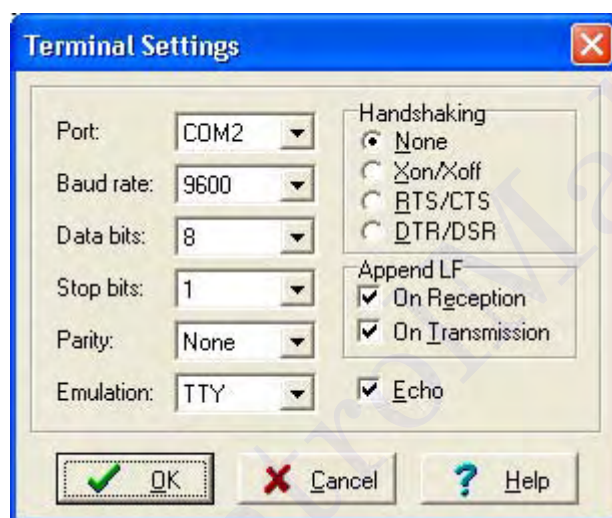 Terminal Settings
Port: COM2
Baud rate: 9600
Data bits: 8
Stop bits: 1
Parity: None
Emulation: TTY
Handshaking
None
Xon/Xoff
RTS/CTS
DTR/DSR
Append LF
On Reception
On Transmission
Echo
OK
Cancel
? Help